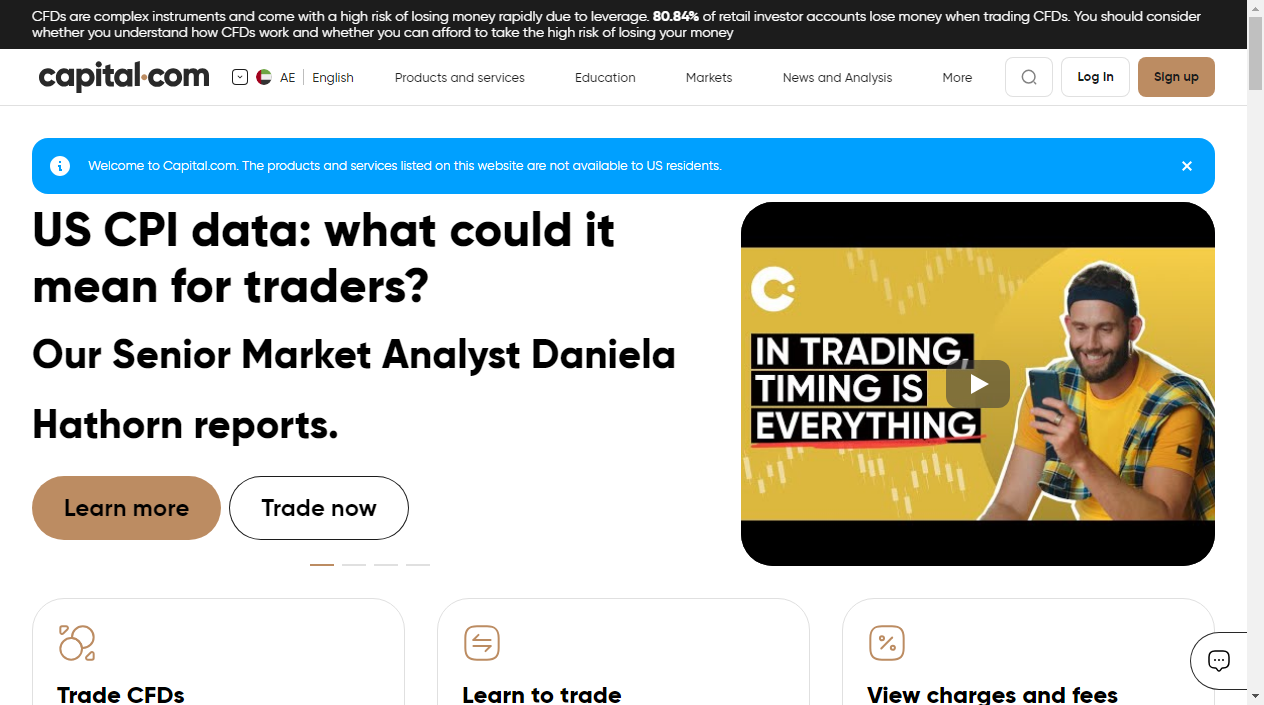 CFDs are complex instruments and come with a high risk of losing money rapidly due to leverage. 80.84% of retail investor accounts lose money when trading CFDs. You should consider
whether you understand how CFDs work and whether you can afford to take the high risk of losing your money
capital.com AE English Products and services Education Markets News and Analysis More Log In Sign up
Welcome to Capital.com. The products and services listed on this website are not available to US residents.
US CPI data: what could it
mean for traders?
Our Senior Market Analyst Daniela
Hathorn reports.
Learn more Trade now
IN TRADING,
TIMING IS
EVERYTHING
Trade CFDs Learn to trade View charges and fees